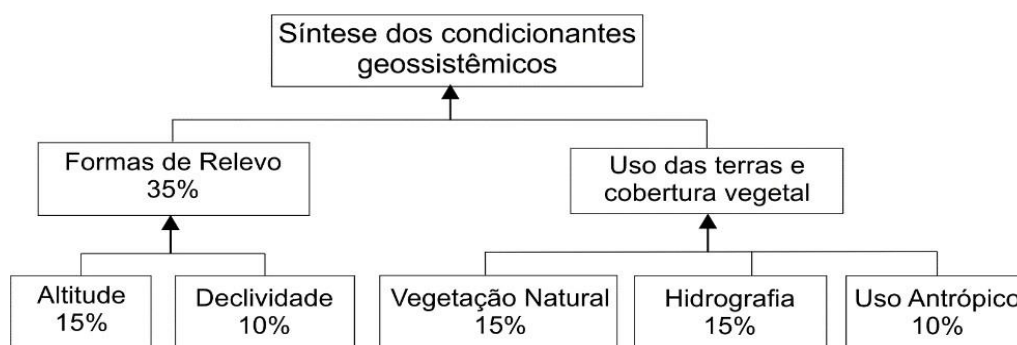 Síntese dos condicionantes
geossistêmicos
Formas de Relevo
35%
Uso das terras e
cobertura vegetal
Altitude
15%
Declividade
10%
Vegetação Natural
15%
Hidrografia
15%
Uso Antrópico
10%